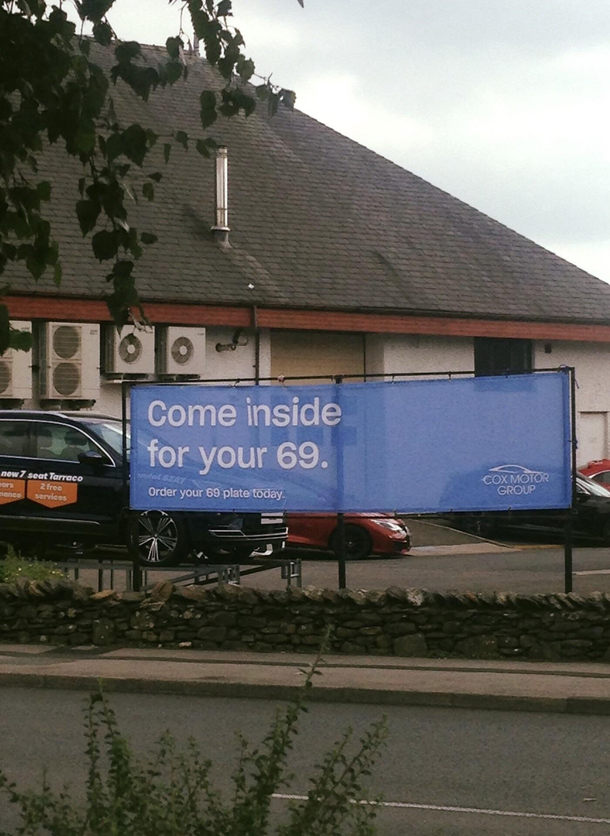 Come inside
for your 69.
Order your 69 plate today.
COX MOTOR
GROUP
new 7 seat Tarraco
2 free
services